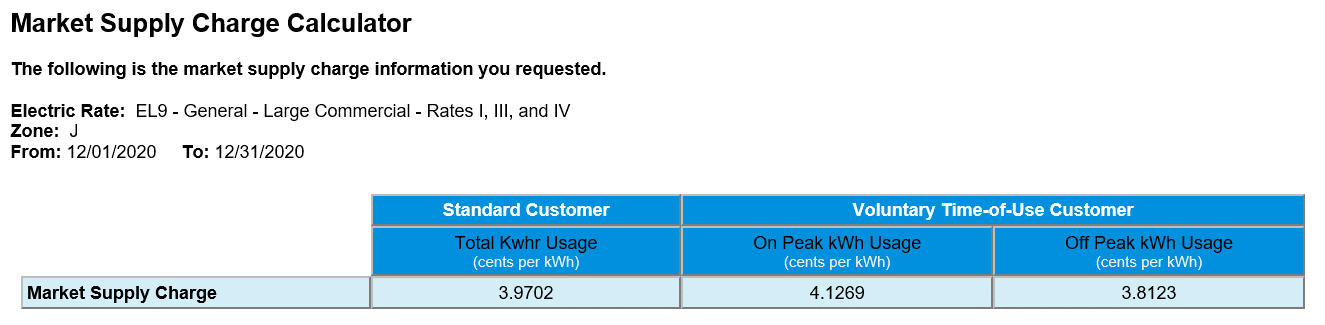 Market Supply Charge Calculator
The following is the market supply charge information you requested.
Electric Rate: EL9 - General - Large Commercial - Rates I, III, and IV
Zone: J
From: 12/01/2020 To: 12/31/2020
Standard Customer Voluntary Time-of-Use Customer
Total Kwhr Usage On Peak kWh Usage Off Peak kWh Usage
(cents per kWh) (cents per kWh) (cents per kWh)
Market Supply Charge 3.9702 4.1269 3.8123